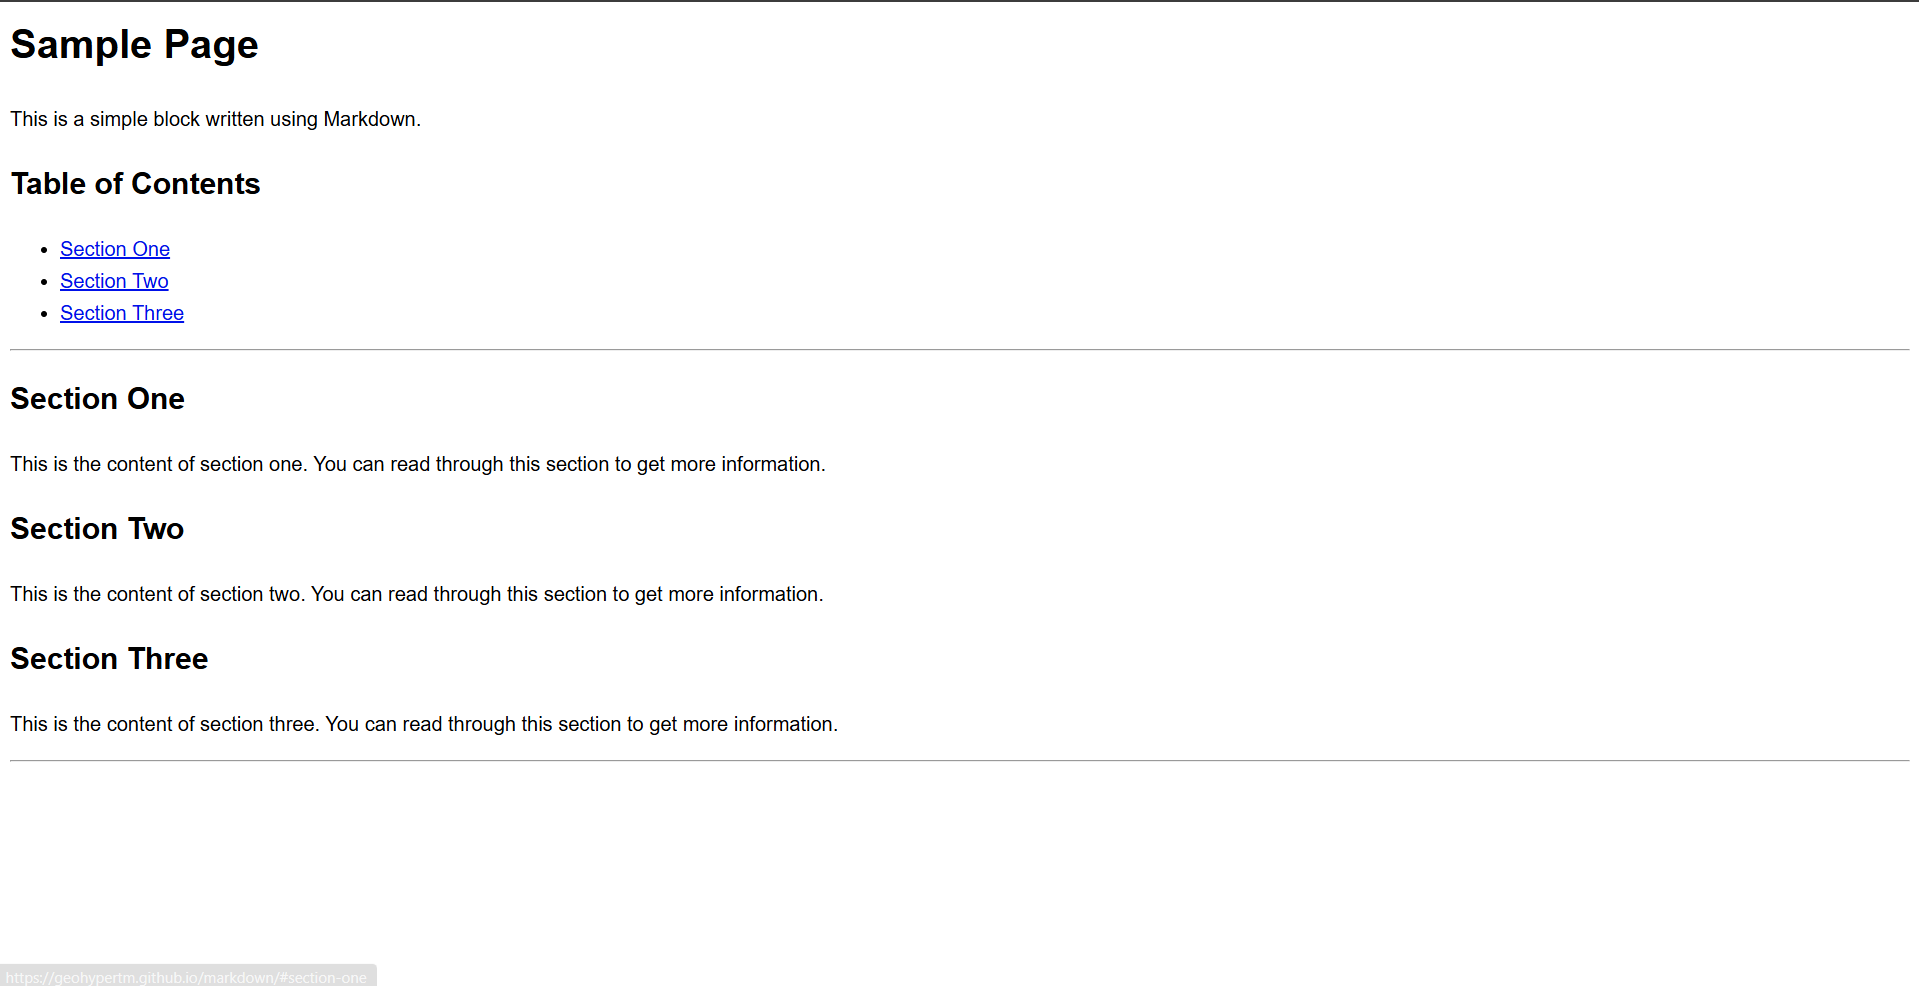 Sample Page
This is a simple block written using Markdown.
Table of Contents
Section One
Section Two
Section Three
Section One
This is the content of section one. You can read through this section to get more information.
Section Two
This is the content of section two. You can read through this section to get more information.
Section Three
This is the content of section three. You can read through this section to get more information.
https://geohypertm.github.io/markdown/#section-one